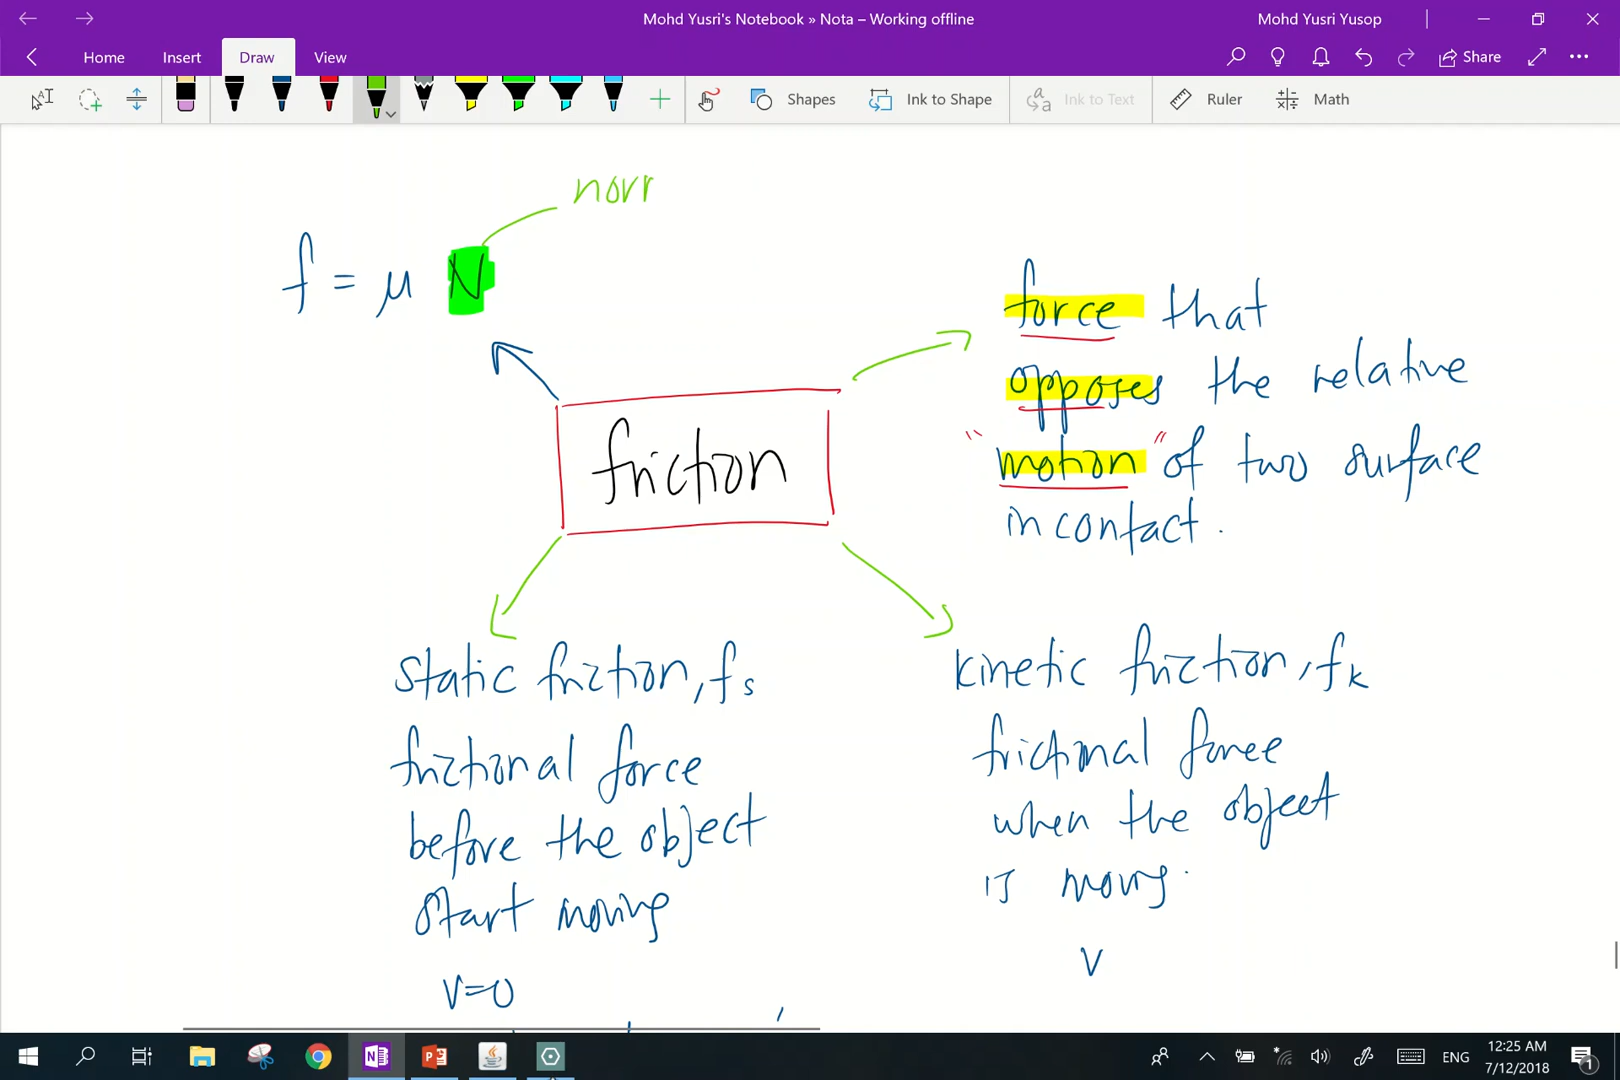 Mohd Yusri's Notebook » Nota – Working offline
Mohd Yusri Yusop
Home Insert Draw View
Share
Shapes
Ink to Shape
Ink to Text
Ruler
Math
norr
f = μ N
force that
opposes the relative
"motion" of two surface
in contact.
friction
static friction, fs
frictional force
before the object
start moving
v=0
kinetic friction, fk
frictional force
when the object
is moving.
v
ENG
12:25 AM
7/12/2018
1